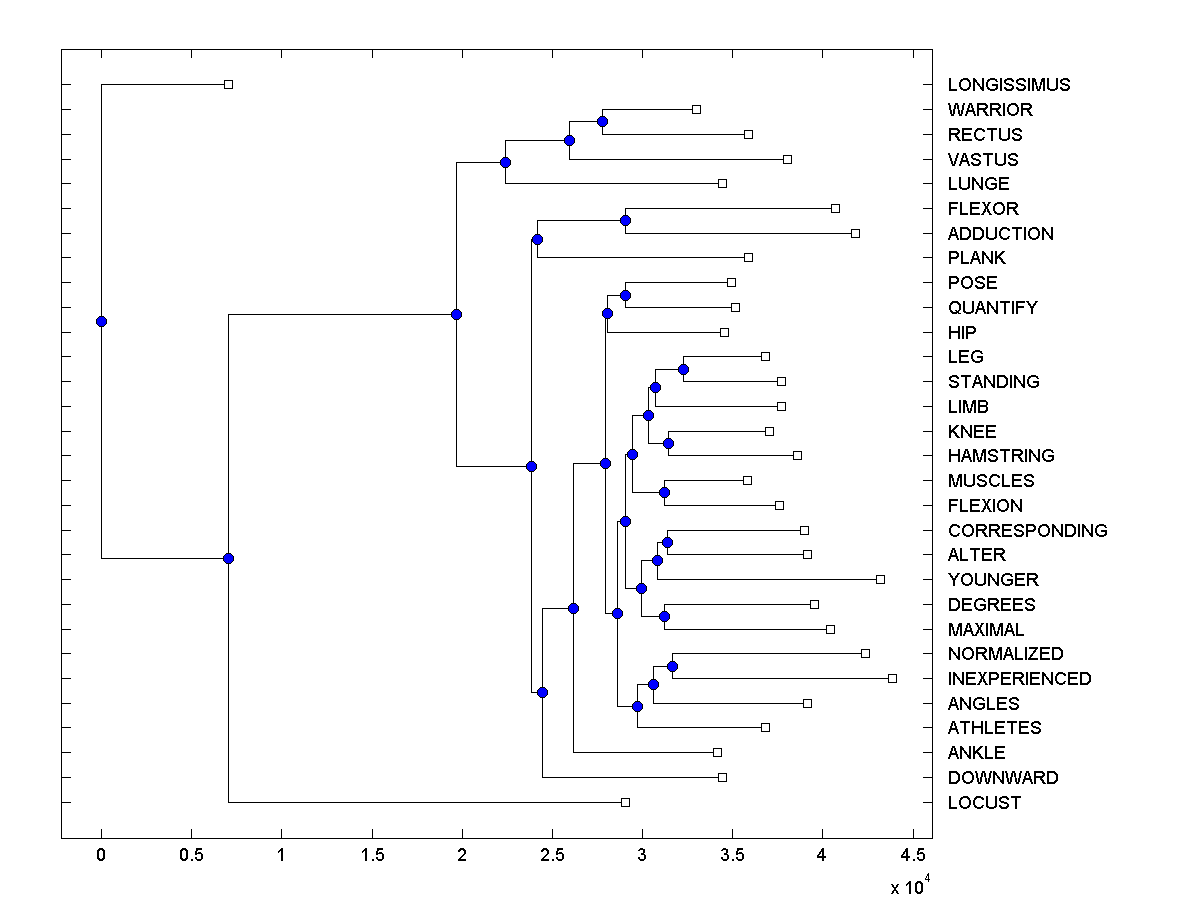 LONGISSIMUS
WARRIOR
RECTUS
VASTUS
LUNGE
FLEXOR
ADDUCTION
PLANK
POSE
QUANTIFY
HIP
LEG
STANDING
LIMB
KNEE
HAMSTRING
MUSCLES
FLEXION
CORRESPONDING
ALTER
YOUNGER
DEGREES
MAXIMAL
NORMALIZED
INEXPERIENCED
ANGLES
ATHLETES
ANKLE
DOWNWARD
LOCUST
0 0.5 1 1.5 2 2.5 3 3.5 4 4.5
x 10^4